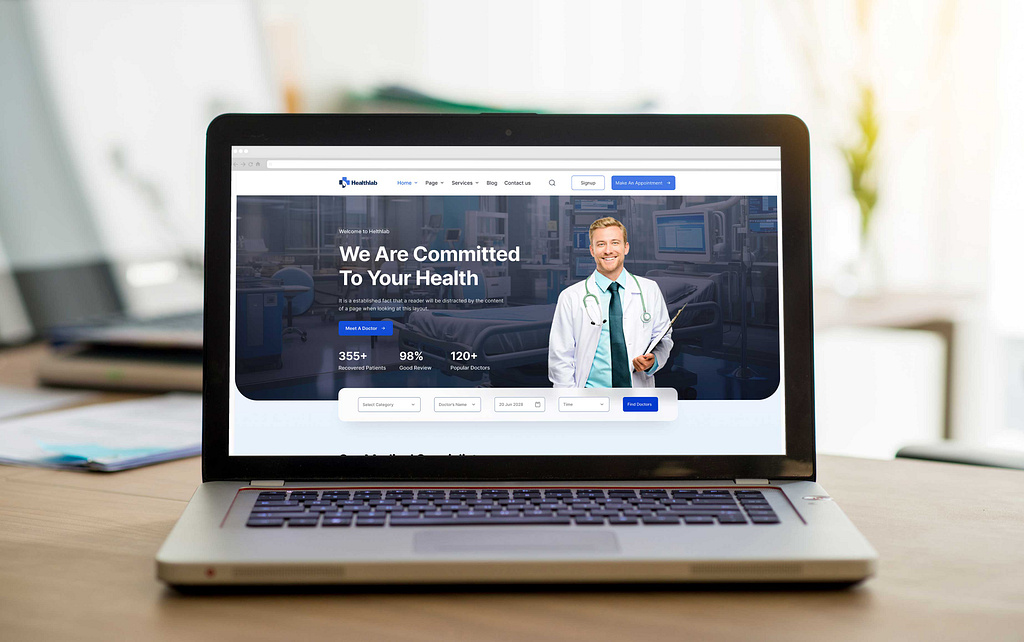 Healthlab
Home Page Services Blog Contact us Signup Make An Appointment
Welcome to Helthlab
We Are Committed
To Your Health
It is a established fact that a reader will be distracted by the content
of a page when looking at this layout.
Meet A Doctor
355+ 98% 120+
Recovered Patients Good Review Popular Doctors
Select Category Doctor's Name 20 Jun 2025 Time Find Doctors